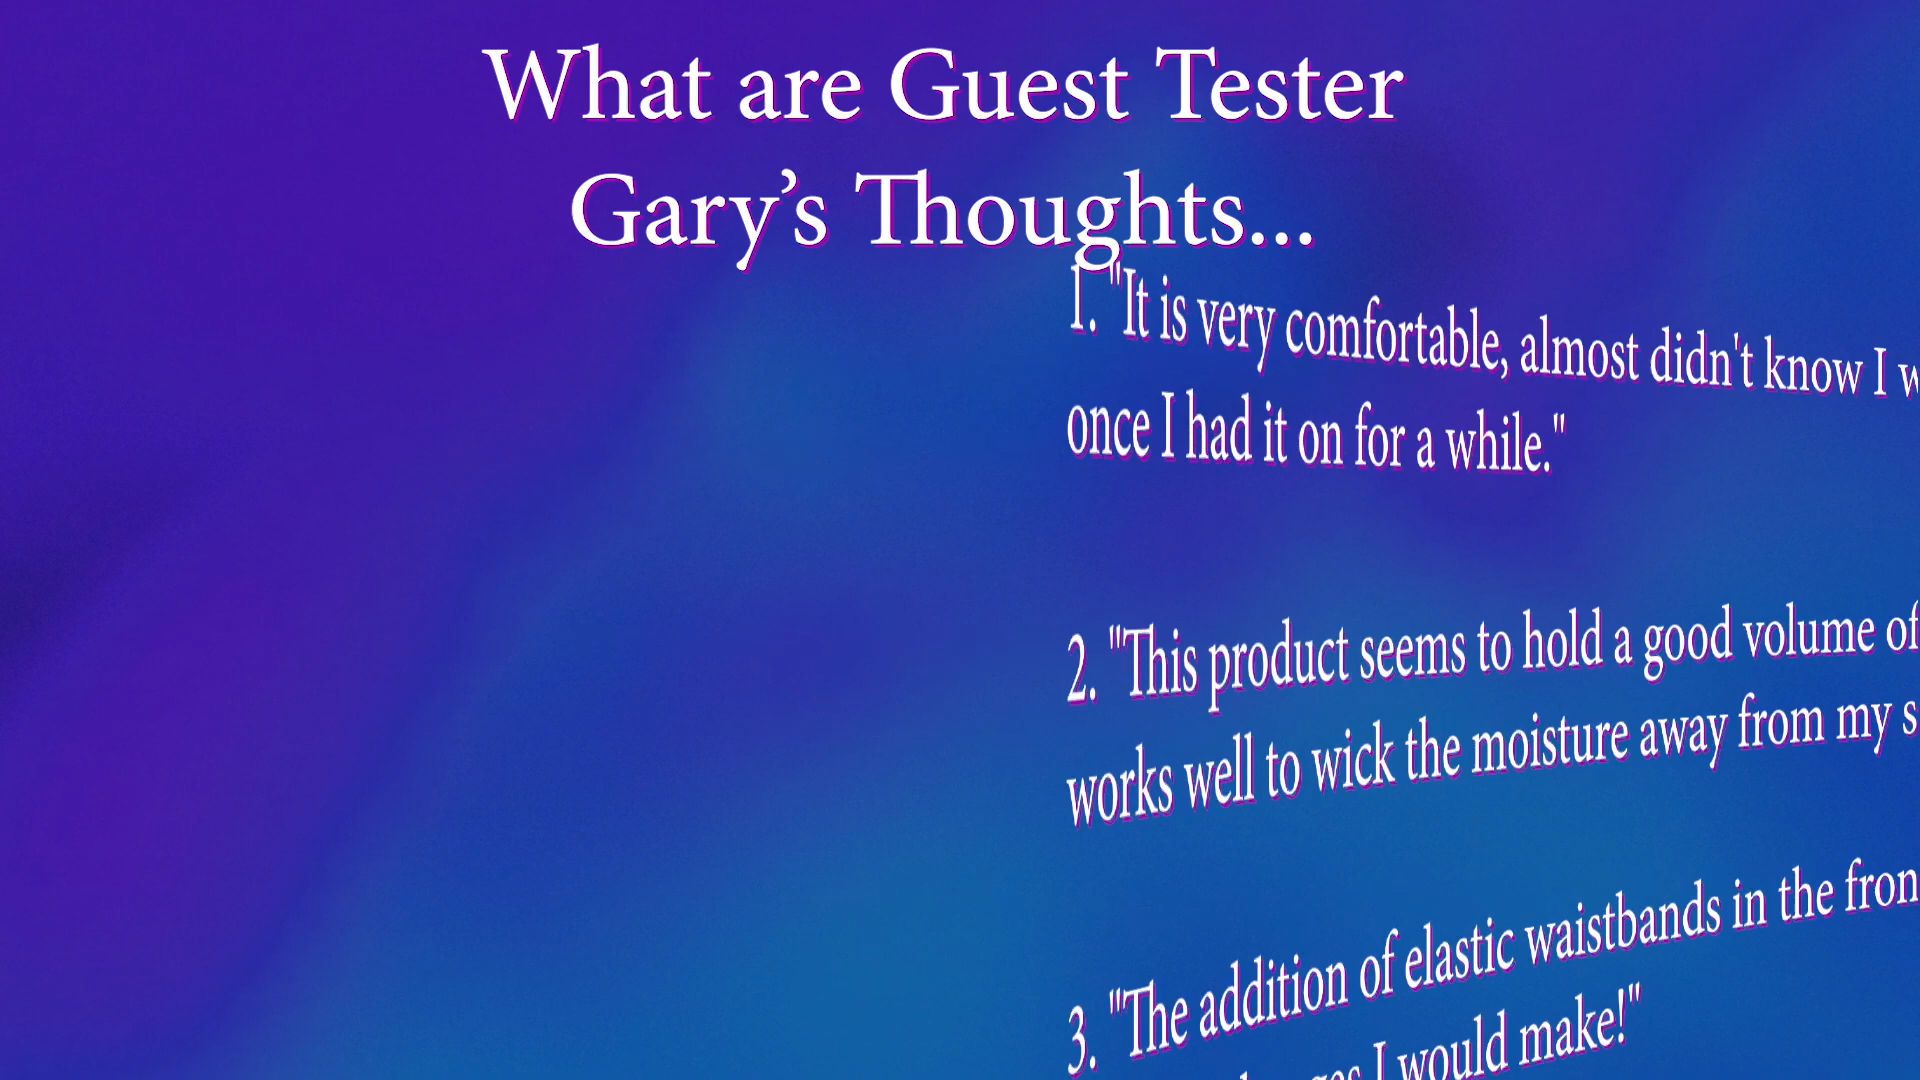 What are Guest Tester
Gary’s Thoughts...
1. "It is very comfortable, almost didn't know I
once I had it on for a while."
2. "This product seems to hold a good volume of
works well to wick the moisture away from my
3. "The addition of elastic waistbands in the
I would make!"